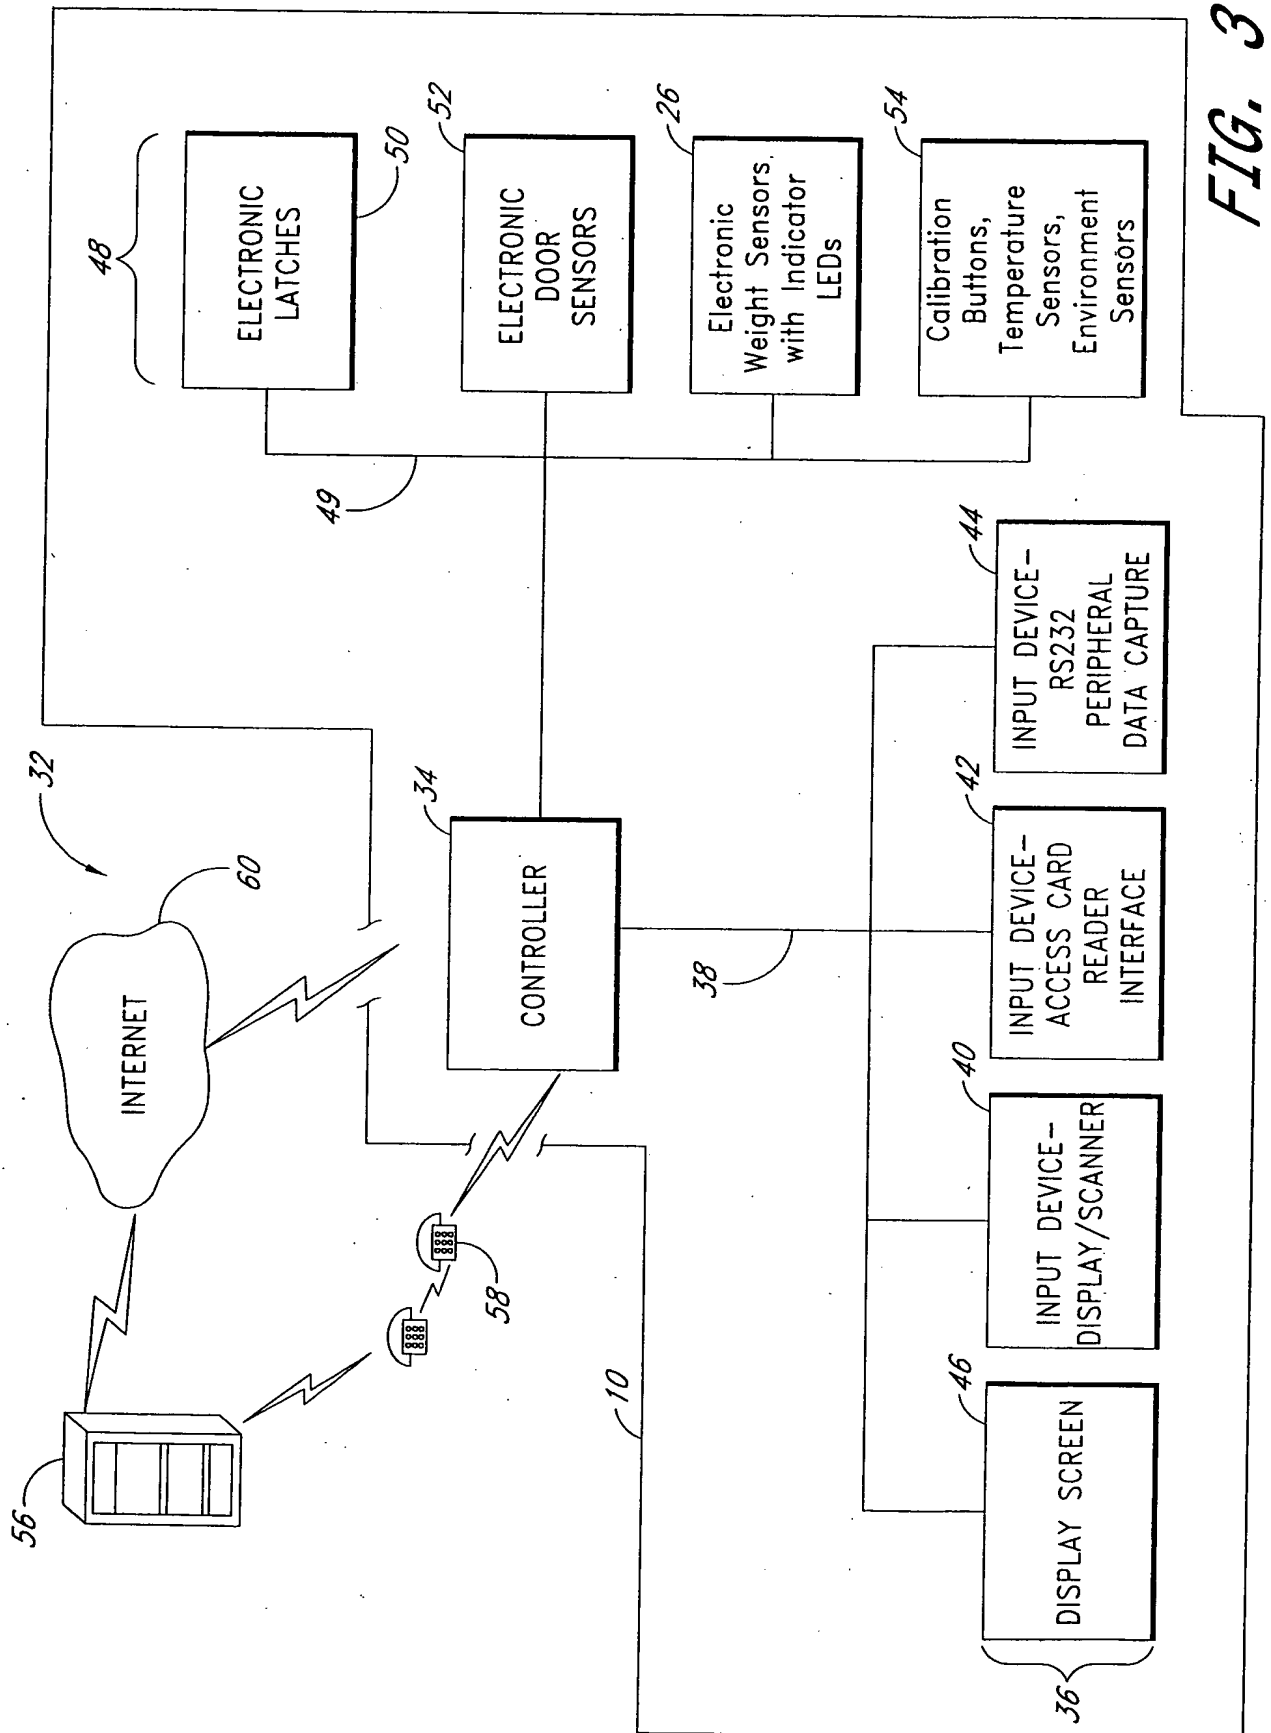 32
56
INTERNET
60
58
10
CONTROLLER
34
48
ELECTRONIC
LATCHES
50
49
ELECTRONIC
DOOR
SENSORS
52
Electronic
Weight Sensors,
with Indicator
LEDs
26
Calibration
Buttons,
Temperature
Sensors,
Environment
Sensors
54
38
36
DISPLAY SCREEN
46
INPUT DEVICE–
DISPLAY/SCANNER
40
INPUT DEVICE–
ACCESS CARD
READER
INTERFACE
42
INPUT DEVICE–
RS232
PERIPHERAL
DATA CAPTURE
44
FIG. 3